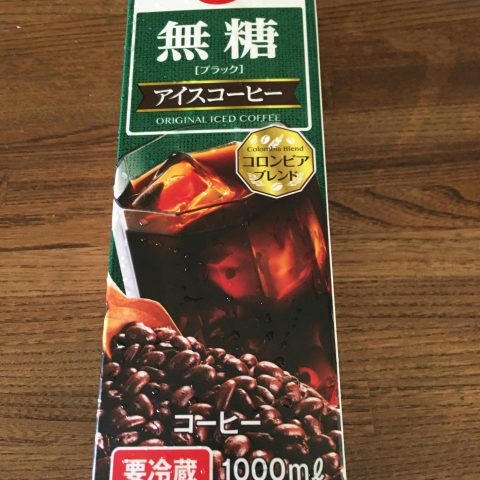 無糖
[ブラック]
アイスコーヒー
ORIGINAL ICED COFFEE
Colombia Blend
コロンビア
ブレンド
コーヒー
要冷蔵 1000mℓ